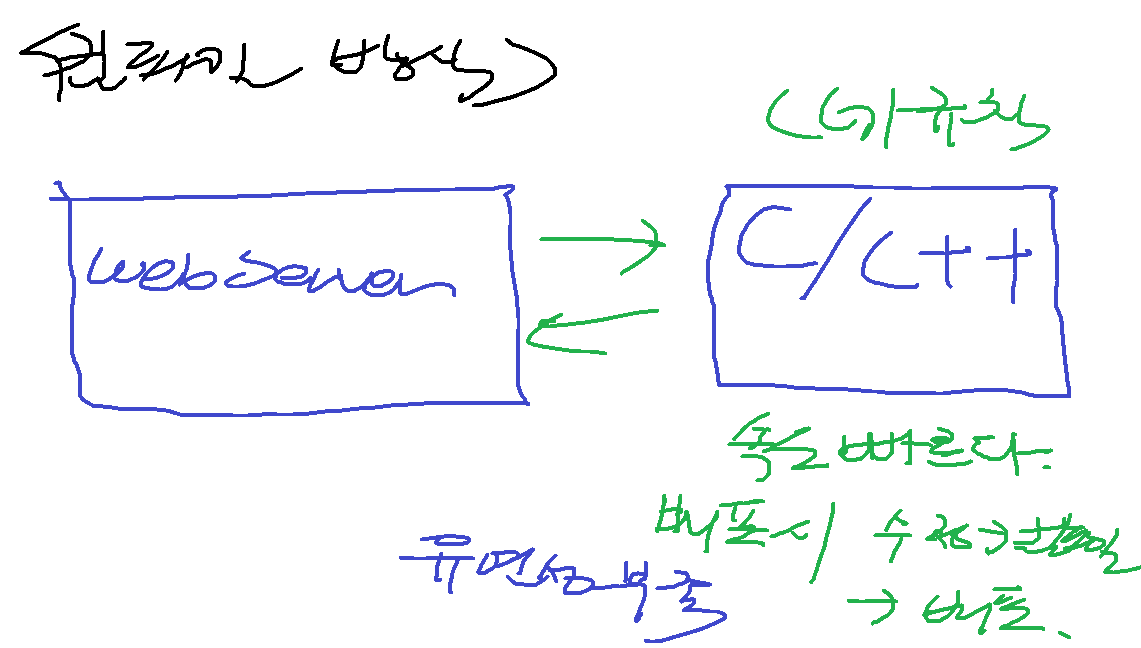 <컴파일 방식>
CGI 규칙
webserver
C/C++
속도 빠르다.
배포시 수정→컴파일
→ 배포.
유연성 부족